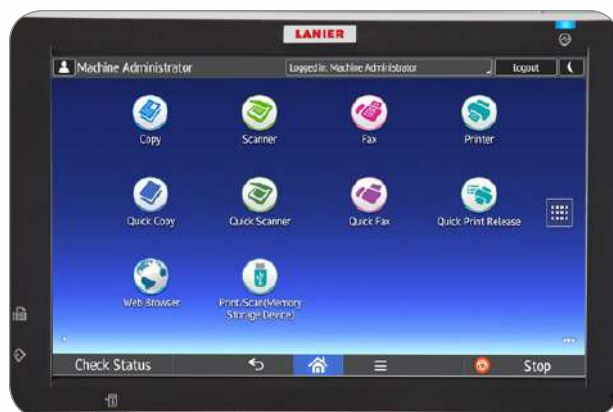 LANIER
Machine Administrator
Logged in: Machine Administrator
logout
Copy
Scanner
Fax
Printer
Quick Copy
Quick Scanner
Quick Fax
Quick Print Release
Web Browser
Print/Scan(Memory
Storage Device)
Check Status
Stop